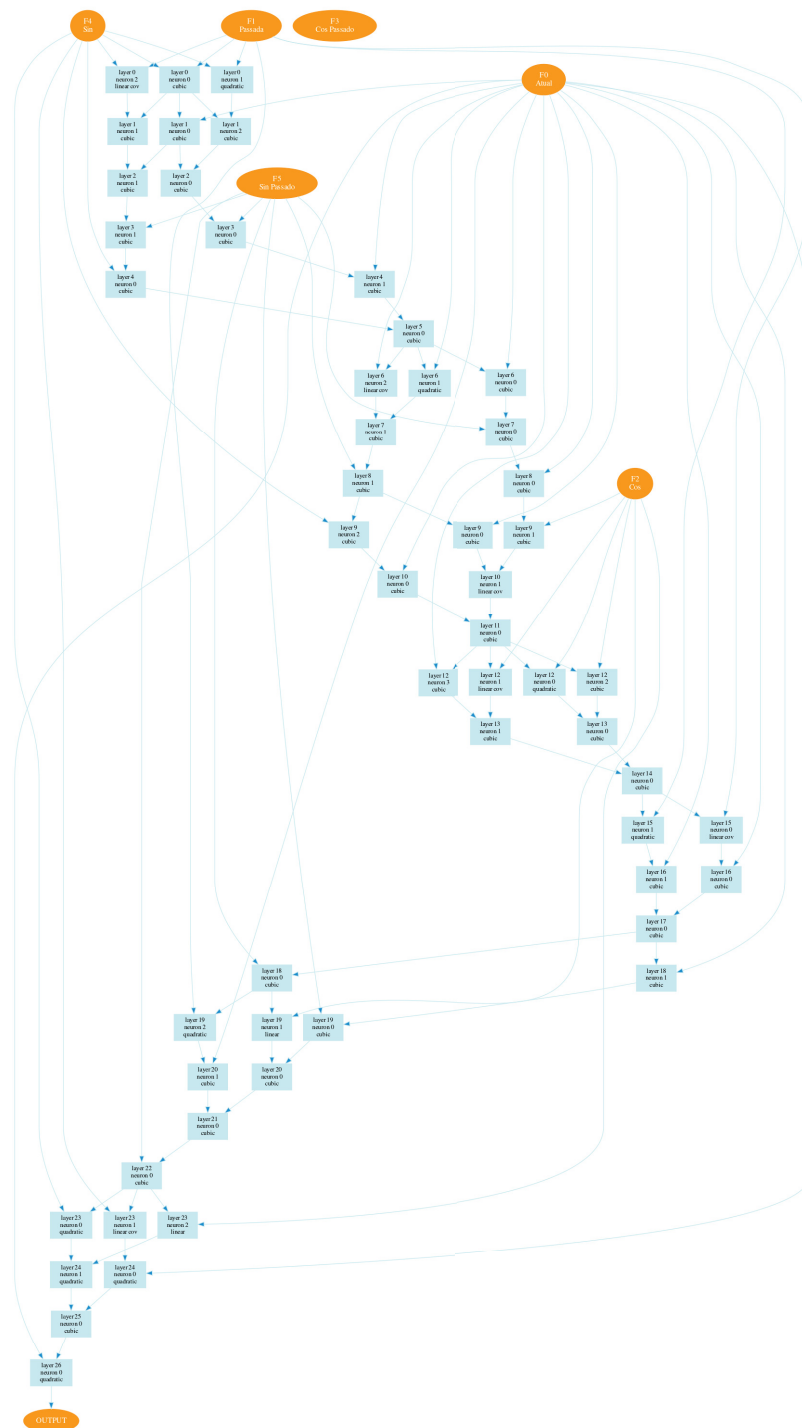 F4
Sin
F1
Passada
F3
Cos Passado
layer 0
neuron 2
linear cov
layer 0
neuron 0
cubic
layer 0
neuron 1
quadratic
F0
Atual
layer 1
neuron 1
cubic
layer 1
neuron 0
cubic
layer 1
neuron 2
cubic
layer 2
neuron 1
cubic
layer 2
neuron 0
cubic
F5
Sin Passado
layer 3
neuron 1
cubic
layer 3
neuron 0
cubic
layer 4
neuron 0
cubic
layer 4
neuron 1
cubic
layer 5
neuron 0
cubic
layer 6
neuron 2
linear cov
layer 6
neuron 1
quadratic
layer 6
neuron 0
cubic
layer 7
neuron 1
cubic
layer 7
neuron 0
cubic
layer 8
neuron 1
cubic
layer 8
neuron 0
cubic
F2
Cos
layer 9
neuron 2
cubic
layer 9
neuron 0
cubic
layer 9
neuron 1
cubic
layer 10
neuron 0
cubic
layer 10
neuron 1
linear cov
layer 11
neuron 0
cubic
layer 12
neuron 3
cubic
layer 12
neuron 1
linear cov
layer 12
neuron 0
quadratic
layer 12
neuron 2
cubic
layer 13
neuron 1
cubic
layer 13
neuron 0
cubic
layer 14
neuron 0
cubic
layer 15
neuron 1
quadratic
layer 15
neuron 0
linear cov
layer 16
neuron 1
cubic
layer 16
neuron 0
cubic
layer 17
neuron 0
cubic
layer 18
neuron 0
cubic
layer 18
neuron 1
cubic
layer 19
neuron 2
quadratic
layer 19
neuron 1
linear
layer 19
neuron 0
cubic
layer 20
neuron 1
cubic
layer 20
neuron 0
cubic
layer 21
neuron 0
cubic
layer 22
neuron 0
cubic
layer 23
neuron 0
quadratic
layer 23
neuron 1
linear cov
layer 23
neuron 2
linear
layer 24
neuron 1
quadratic
layer 24
neuron 0
quadratic
layer 25
neuron 0
cubic
layer 26
neuron 0
quadratic
OUTPUT